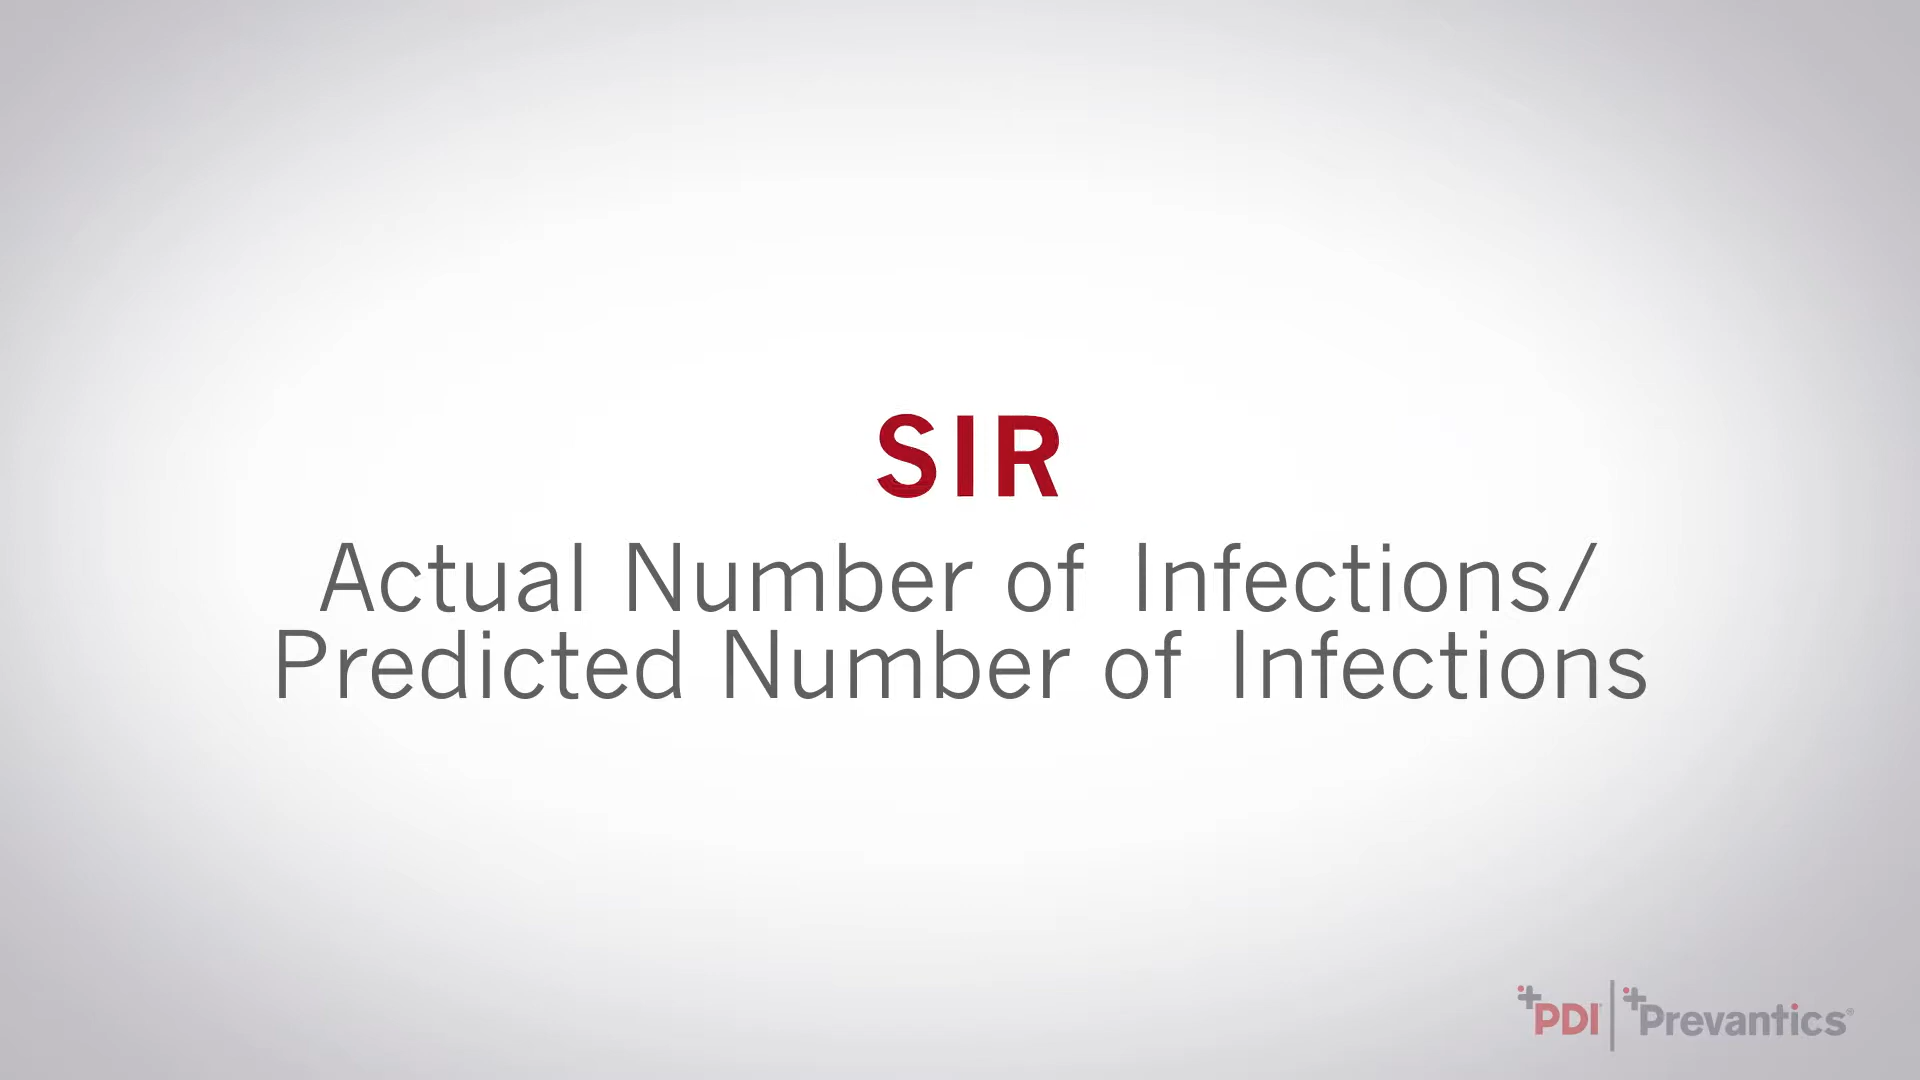 SIR
Actual Number of Infections/
Predicted Number of Infections
PDI Prevantics®